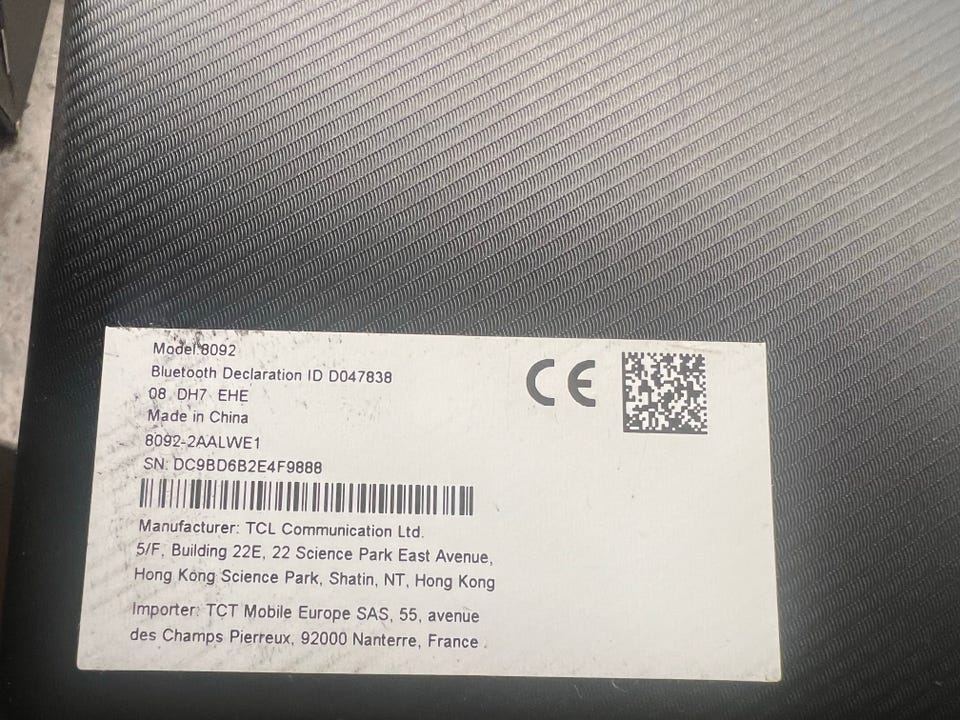 Model:8092
Bluetooth Declaration ID D047838
08 DH7 EHE
Made in China
8092-2AALWE1
SN: DC9BD6B2E4F9888
Manufacturer: TCL Communication Ltd.
5/F, Building 22E, 22 Science Park East Avenue,
Hong Kong Science Park, Shatin, NT, Hong Kong
Importer: TCT Mobile Europe SAS, 55, avenue
des Champs Pierreux, 92000 Nanterre, France
CE